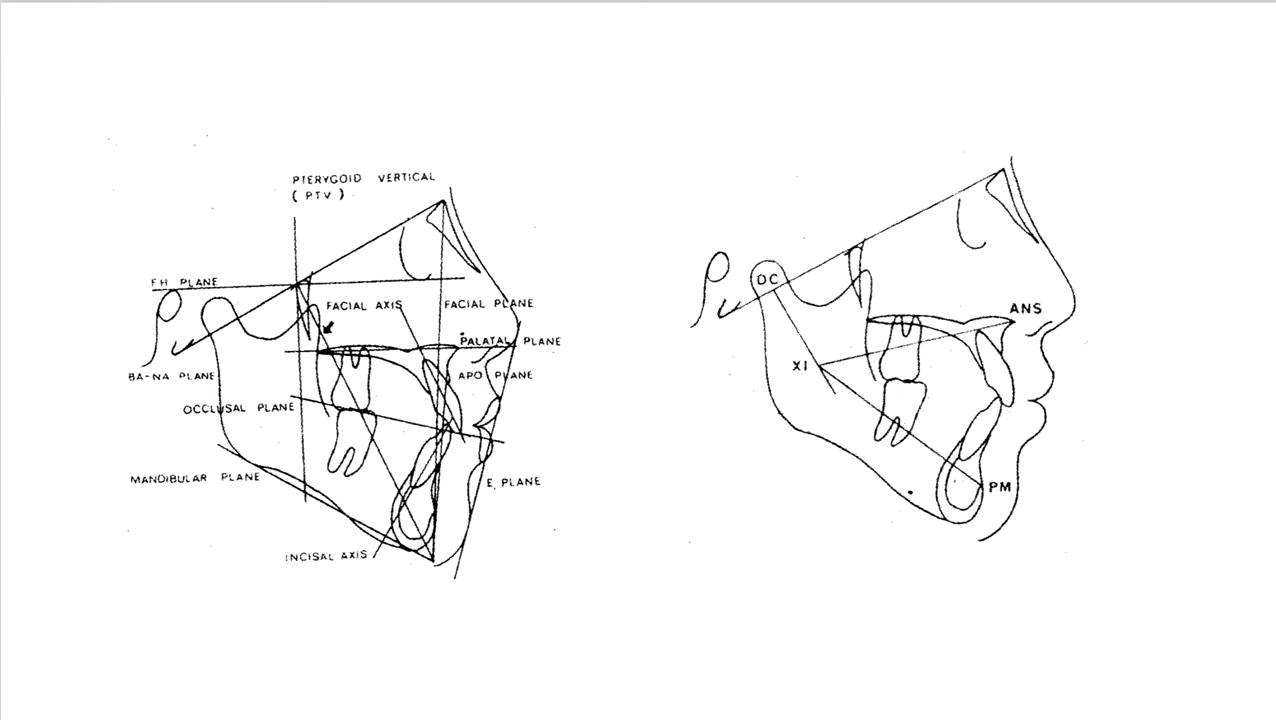 PTERYGOID VERTICAL
( PTV )
FH PLANE
FACIAL AXIS
FACIAL PLANE
PALATAL PLANE
BA-NA PLANE
APO PLANE
OCCLUSAL PLANE
MANDIBULAR PLANE
E. PLANE
INCISAL AXIS
DC
ANS
XI
PM